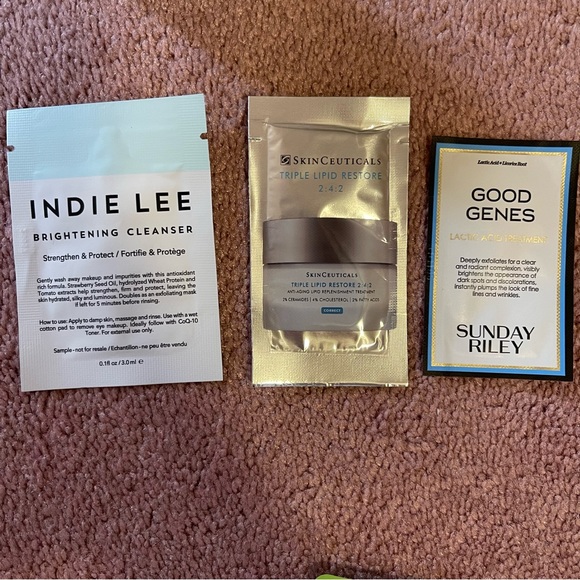 INDIE LEE
BRIGHTENING CLEANSER
Strengthen & Protect / Fortifie & Protège
Gently wash away makeup and impurities with this antioxidant
rich formula. Strawberry Seed Oil, hydrolyzed Wheat Protein and
Tomato extracts help strengthen, firm and protect, leaving the
skin hydrated, silky and luminous. Doubles as an exfoliating mask
if left for 5 minutes before rinsing.
How to use: Apply to damp skin, massage and rinse. Use with a wet
cotton pad to remove eye makeup. Ideally follow with CoQ-10
Toner. For external use only.
Sample - not for resale / Echantillon - ne peu être vendu
0.1fl oz / 3.0ml e
SKINCEUTICALS
TRIPLE LIPID RESTORE
2:4:2
SKINCEUTICALS
TRIPLE LIPID RESTORE 2:4:2
ANTI-AGING LIPID REPLENISHMENT TREATMENT
2% CERAMIDES | 4% CHOLESTEROL | 2% FATTY ACIDS
CORRECT
Lactic Acid + Licorice Root
GOOD
GENES
LACTIC ACID TREATMENT
Deeply exfoliates for a clear
and radiant complexion, visibly
brightens the appearance of
dark spots and discolorations.
Instantly plumps the look of fine
lines and wrinkles.
SUNDAY
RILEY